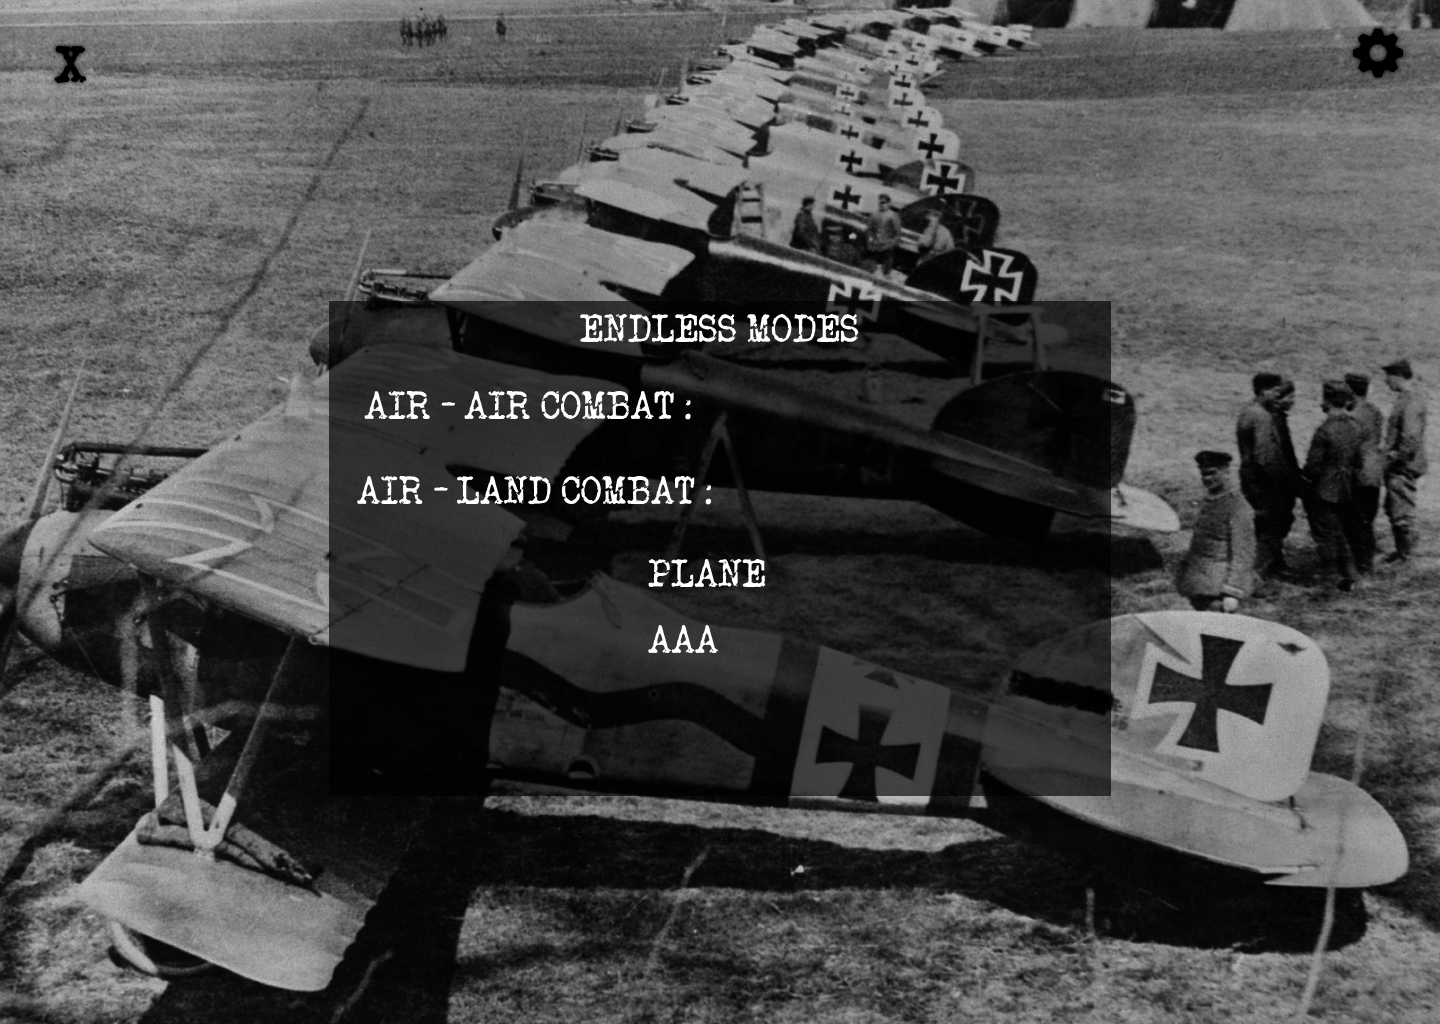 X
ENDLESS MODES
AIR - AIR COMBAT :
AIR - LAND COMBAT :
PLANE
AAA